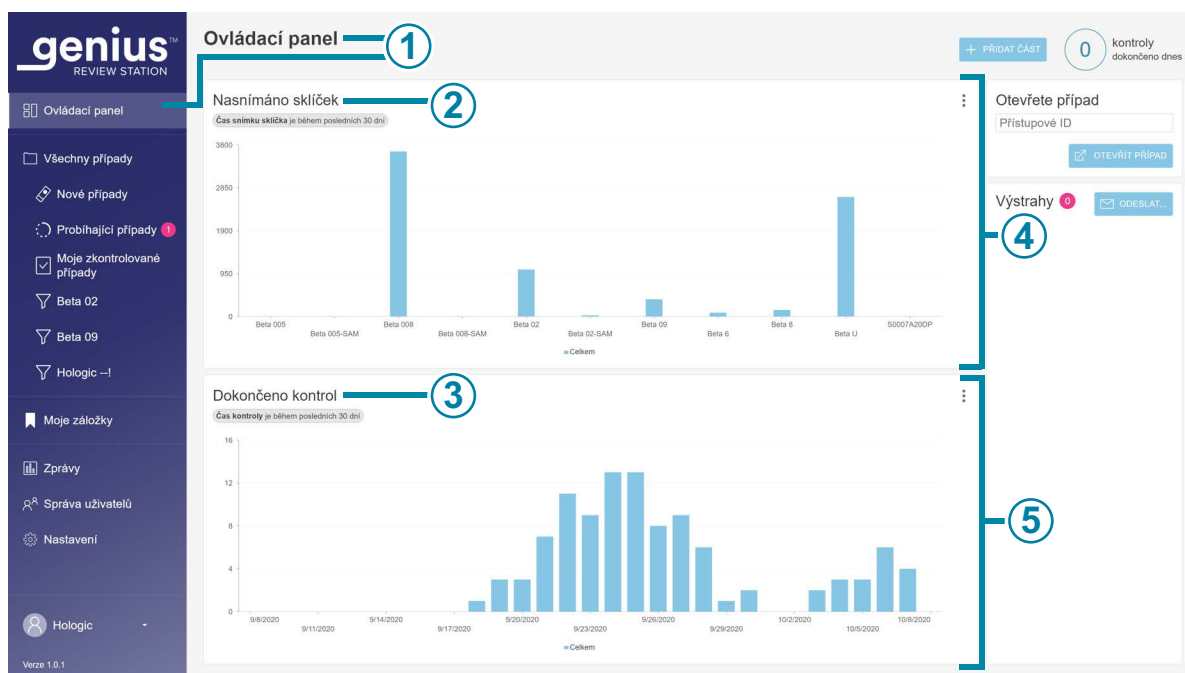 genius™
REVIEW STATION
Ovládací panel
Všechny případy
Nové případy
Probíhající případy 1
Moje zkontrolované
případy
Beta 02
Beta 09
Hologic --!
Moje záložky
Zprávy
Správa uživatelů
Nastavení
Hologic
Verze 1.0.1
Ovládací panel
1
+ PŘIDAT ČÁST
0
kontroly
dokončeno dnes
Nasnímáno sklíček
2
Čas snímku sklíčka je během posledních 30 dní
3800
2850
1900
950
0
Beta 005
Beta 005-SAM
Beta 008
Beta 008-SAM
Beta 02
Beta 02-SAM
Beta 09
Beta 6
Beta 8
Beta U
S0007A20DP
Celkem
4
Otevřete případ
Přístupové ID
OTEVŘÍT PŘÍPAD
Výstrahy 0
ODESLAT...
Dokončeno kontrol
3
Čas kontroly je během posledních 30 dní
16
12
8
4
0
9/8/2020
9/11/2020
9/14/2020
9/17/2020
9/20/2020
9/23/2020
9/26/2020
9/29/2020
10/2/2020
10/5/2020
10/8/2020
Celkem
5